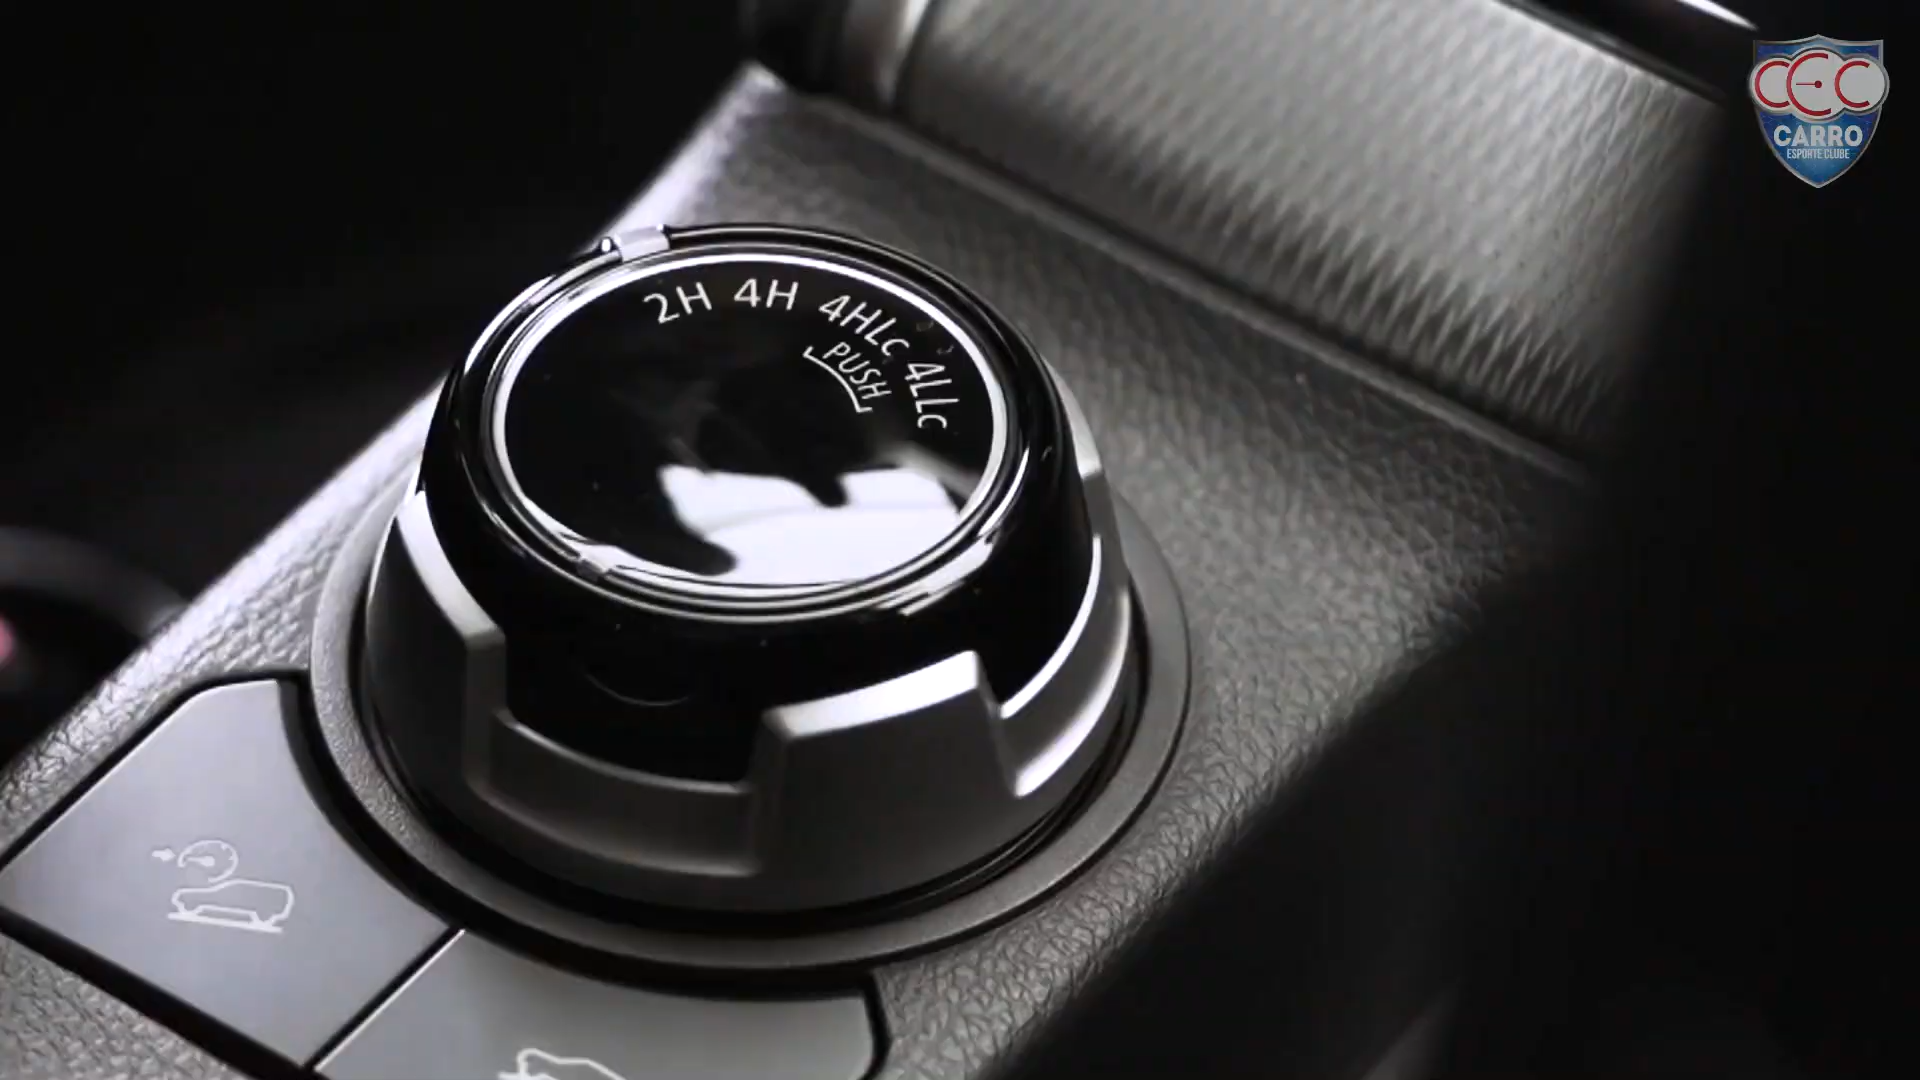 2H 4H 4HLc 4LLc
PUSH
CEC
CARRO
ESPORTE CLUBE